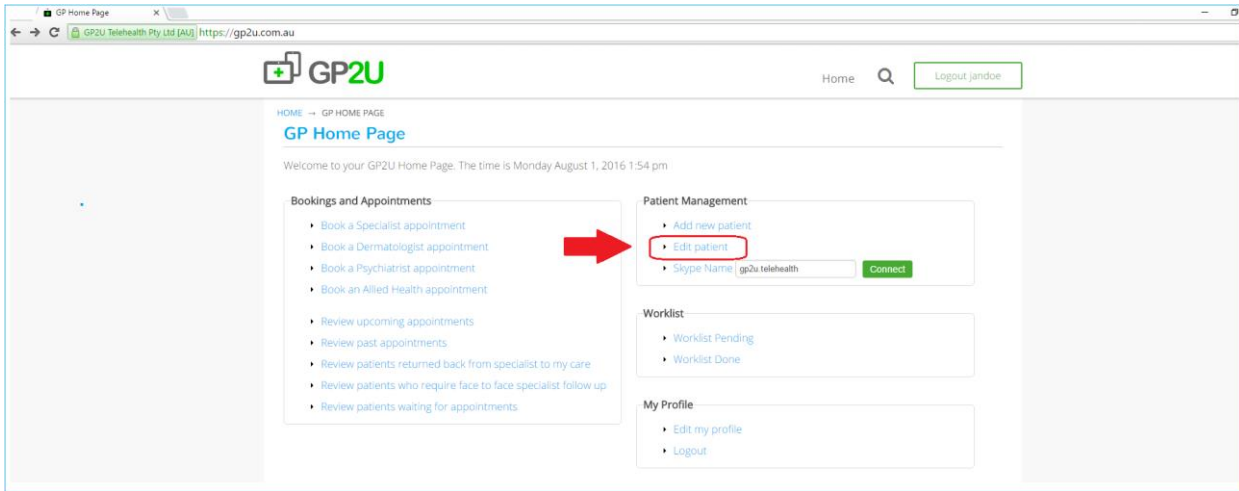 GP Home Page
GP2U Telehealth Pty Ltd [AU] https://gp2u.com.au
GP2U
Home
Logout jandoe
HOME → GP HOME PAGE
GP Home Page
Welcome to your GP2U Home Page. The time is Monday August 1, 2016 1:54 pm
Bookings and Appointments
Book a Specialist appointment
Book a Dermatologist appointment
Book a Psychiatrist appointment
Book an Allied Health appointment
Review upcoming appointments
Review past appointments
Review patients returned back from specialist to my care
Review patients who require face to face specialist follow up
Review patients waiting for appointments
Patient Management
Add new patient
Edit patient
Skype Name gp2u.telehealth Connect
Worklist
Worklist Pending
Worklist Done
My Profile
Edit my profile
Logout